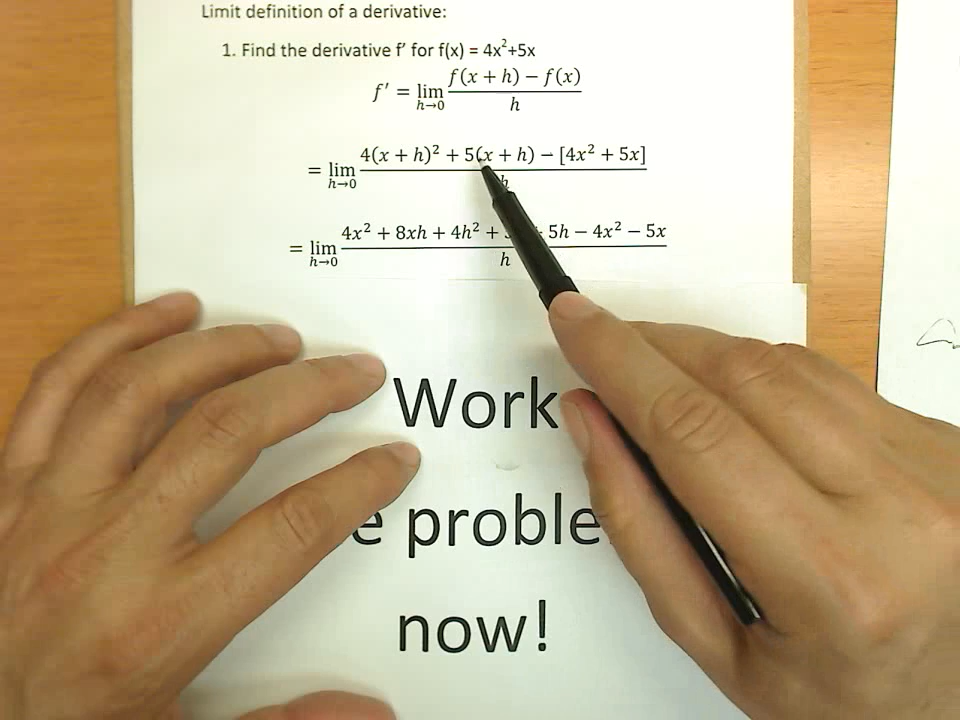 Limit definition of a derivative:
1. Find the derivative f' for f(x) = 4x²+5x
f' = lim h→0 f(x + h) − f(x) / h
= lim h→0 4(x + h)² + 5(x + h) − [4x² + 5x] / h
= lim h→0 4x² + 8xh + 4h² + 5h − 4x² − 5x / h
Work
proble
now!